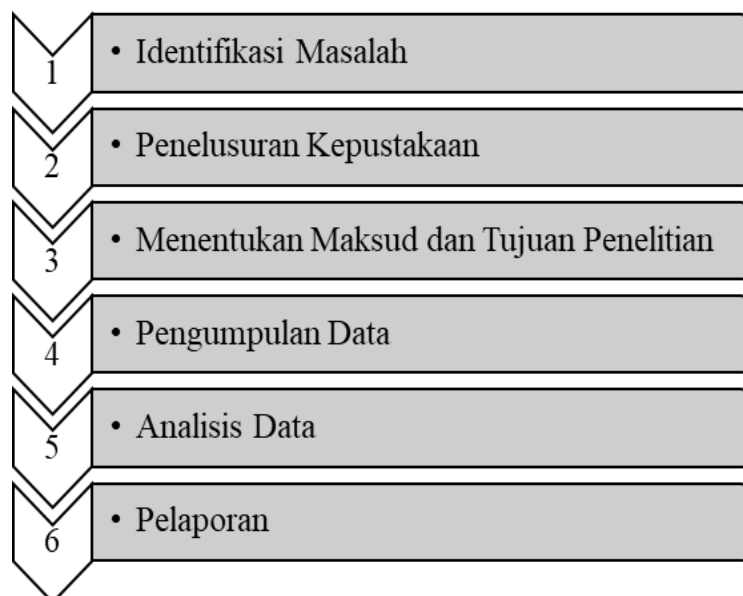 1 • Identifikasi Masalah
2 • Penelusuran Kepustakaan
3 • Menentukan Maksud dan Tujuan Penelitian
4 • Pengumpulan Data
5 • Analisis Data
6 • Pelaporan